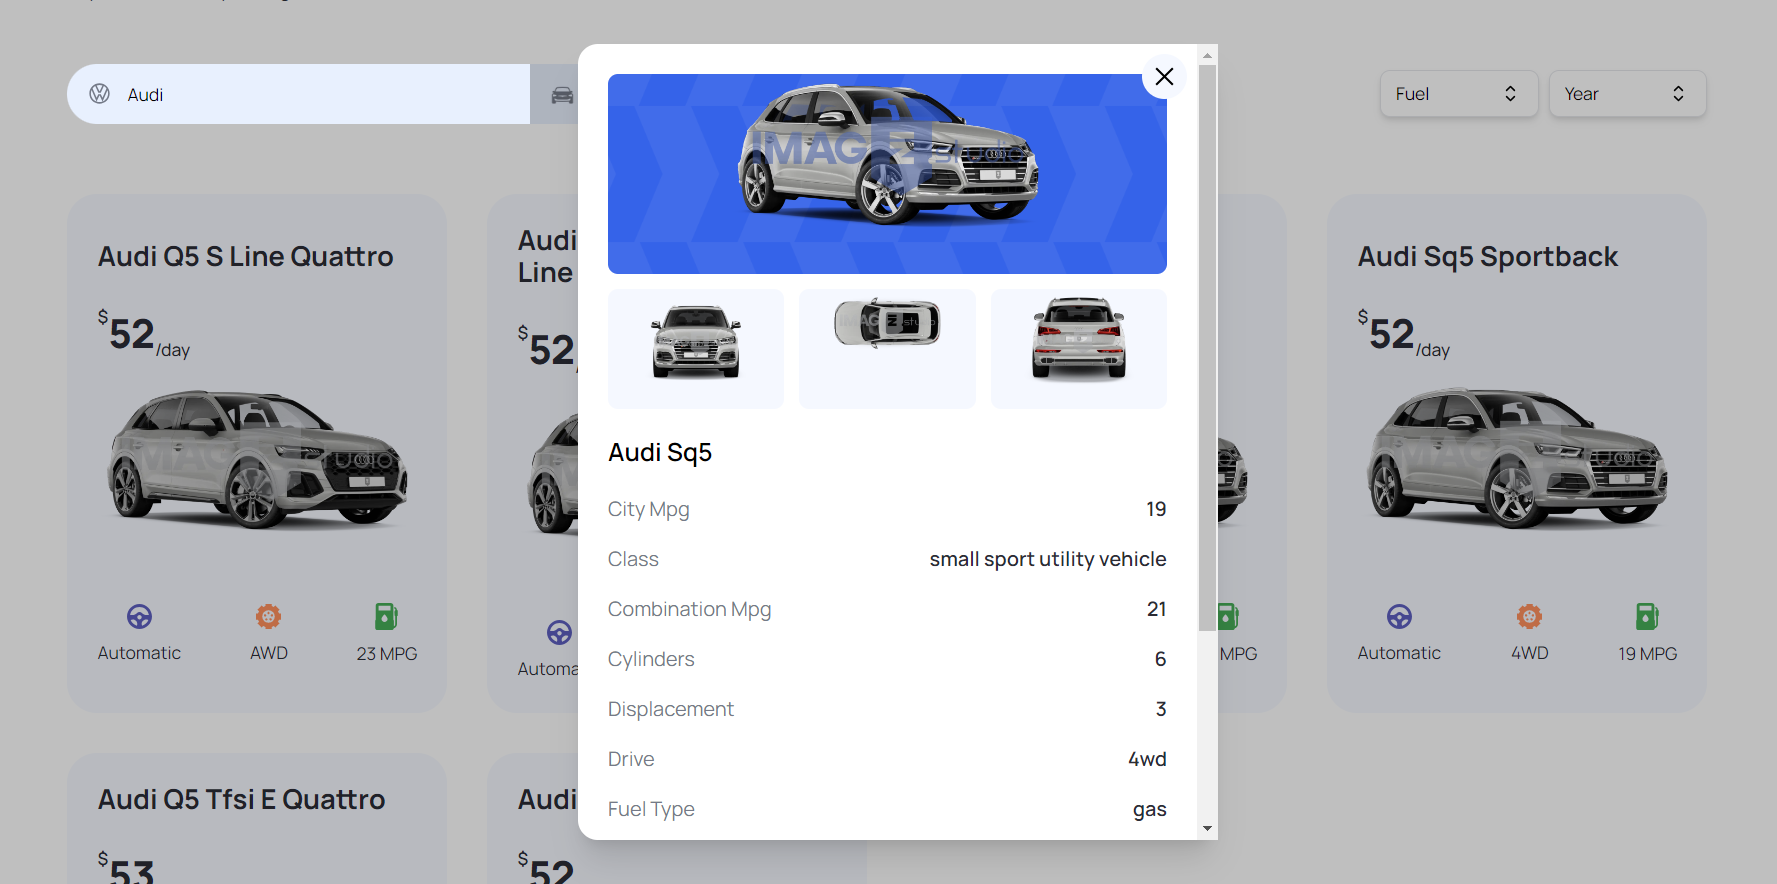 Audi
Fuel
Year
Audi Q5 S Line Quattro
$52/day
Automatic
AWD
23 MPG
Audi
Line
$52
Automa
IMAG
studio
Audi Sq5
City Mpg 19
Class small sport utility vehicle
Combination Mpg 21
Cylinders 6
Displacement 3
Drive 4wd
Fuel Type gas
MPG
Audi Sq5 Sportback
$52/day
Automatic
4WD
19 MPG
Audi Q5 Tfsi E Quattro
$53
Audi
$52